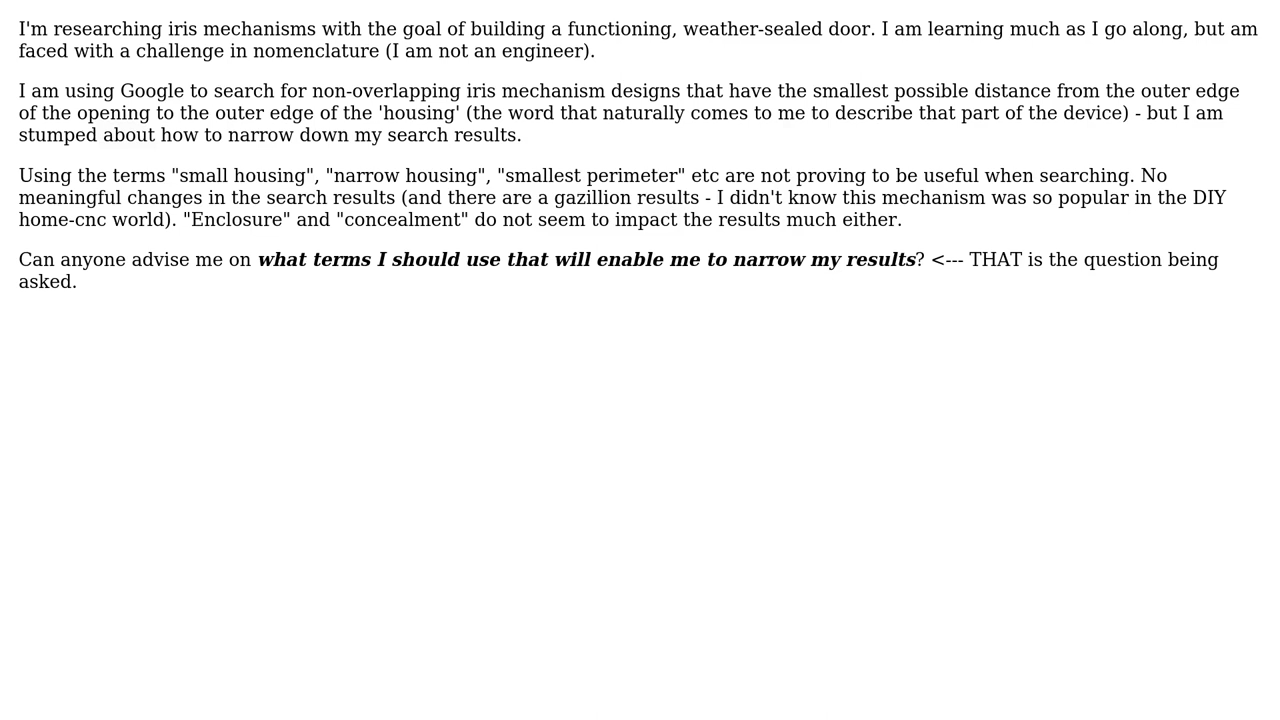 I'm researching iris mechanisms with the goal of building a functioning, weather-sealed door. I am learning much as I go along, but am
faced with a challenge in nomenclature (I am not an engineer).
I am using Google to search for non-overlapping iris mechanism designs that have the smallest possible distance from the outer edge
of the opening to the outer edge of the 'housing' (the word that naturally comes to me to describe that part of the device) - but I am
stumped about how to narrow down my search results.
Using the terms "small housing", "narrow housing", "smallest perimeter" etc are not proving to be useful when searching. No
meaningful changes in the search results (and there are a gazillion results - I didn't know this mechanism was so popular in the DIY
home-cnc world). "Enclosure" and "concealment" do not seem to impact the results much either.
Can anyone advise me on what terms I should use that will enable me to narrow my results? <--- THAT is the question being
asked.